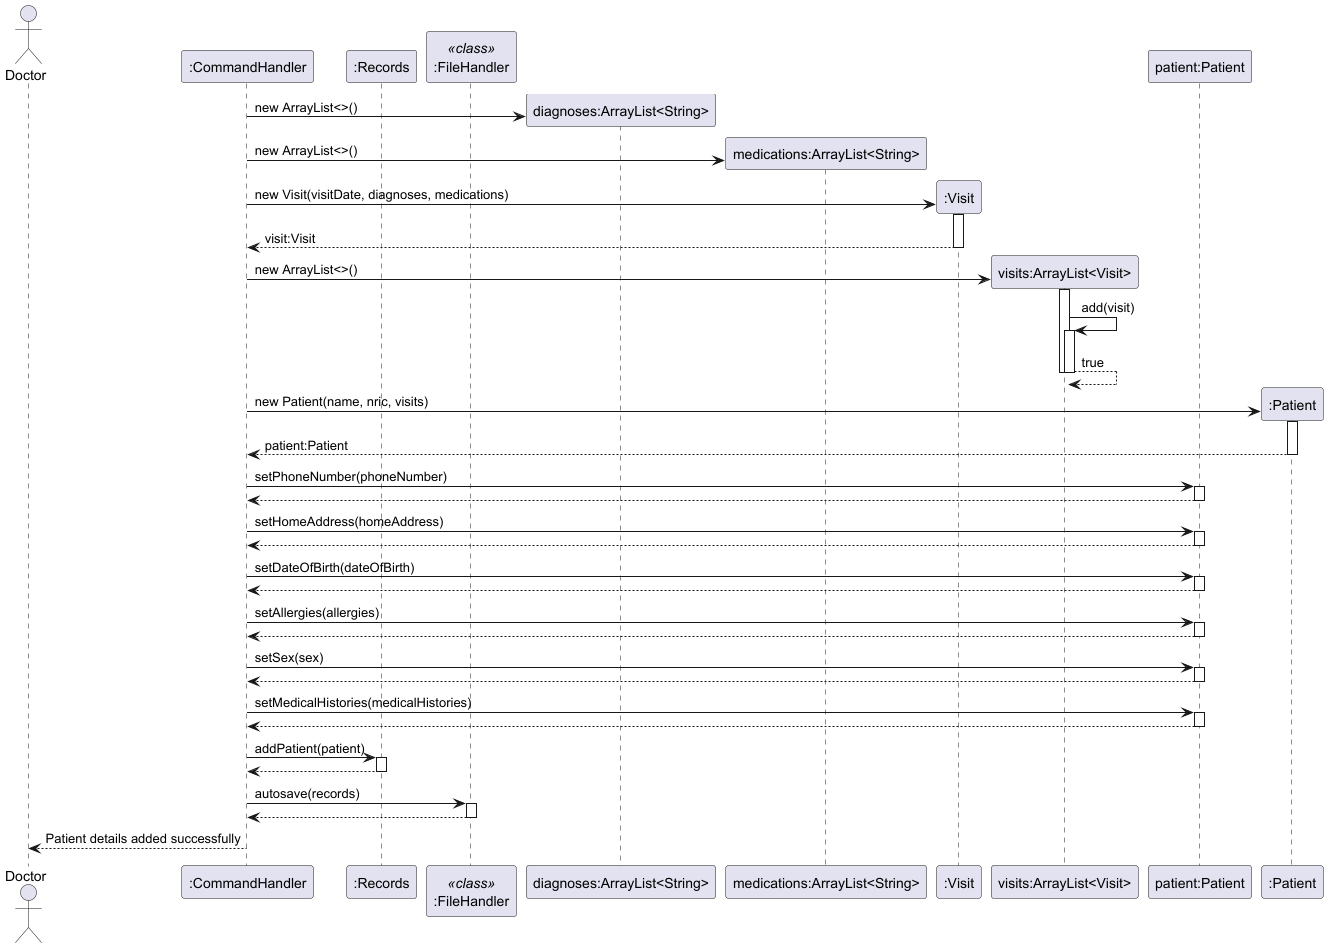 Doctor
:CommandHandler
:Records
«class»
:FileHandler
patient:Patient
new ArrayList<>()
diagnoses:ArrayList<String>
new ArrayList<>()
medications:ArrayList<String>
new Visit(visitDate, diagnoses, medications)
:Visit
visit:Visit
new ArrayList<>()
visits:ArrayList<Visit>
add(visit)
true
new Patient(name, nric, visits)
:Patient
patient:Patient
setPhoneNumber(phoneNumber)
setHomeAddress(homeAddress)
setDateOfBirth(dateOfBirth)
setAllergies(allergies)
setSex(sex)
setMedicalHistories(medicalHistories)
addPatient(patient)
autosave(records)
Patient details added successfully
Doctor
:CommandHandler
:Records
«class»
:FileHandler
diagnoses:ArrayList<String>
medications:ArrayList<String>
:Visit
visits:ArrayList<Visit>
patient:Patient
:Patient